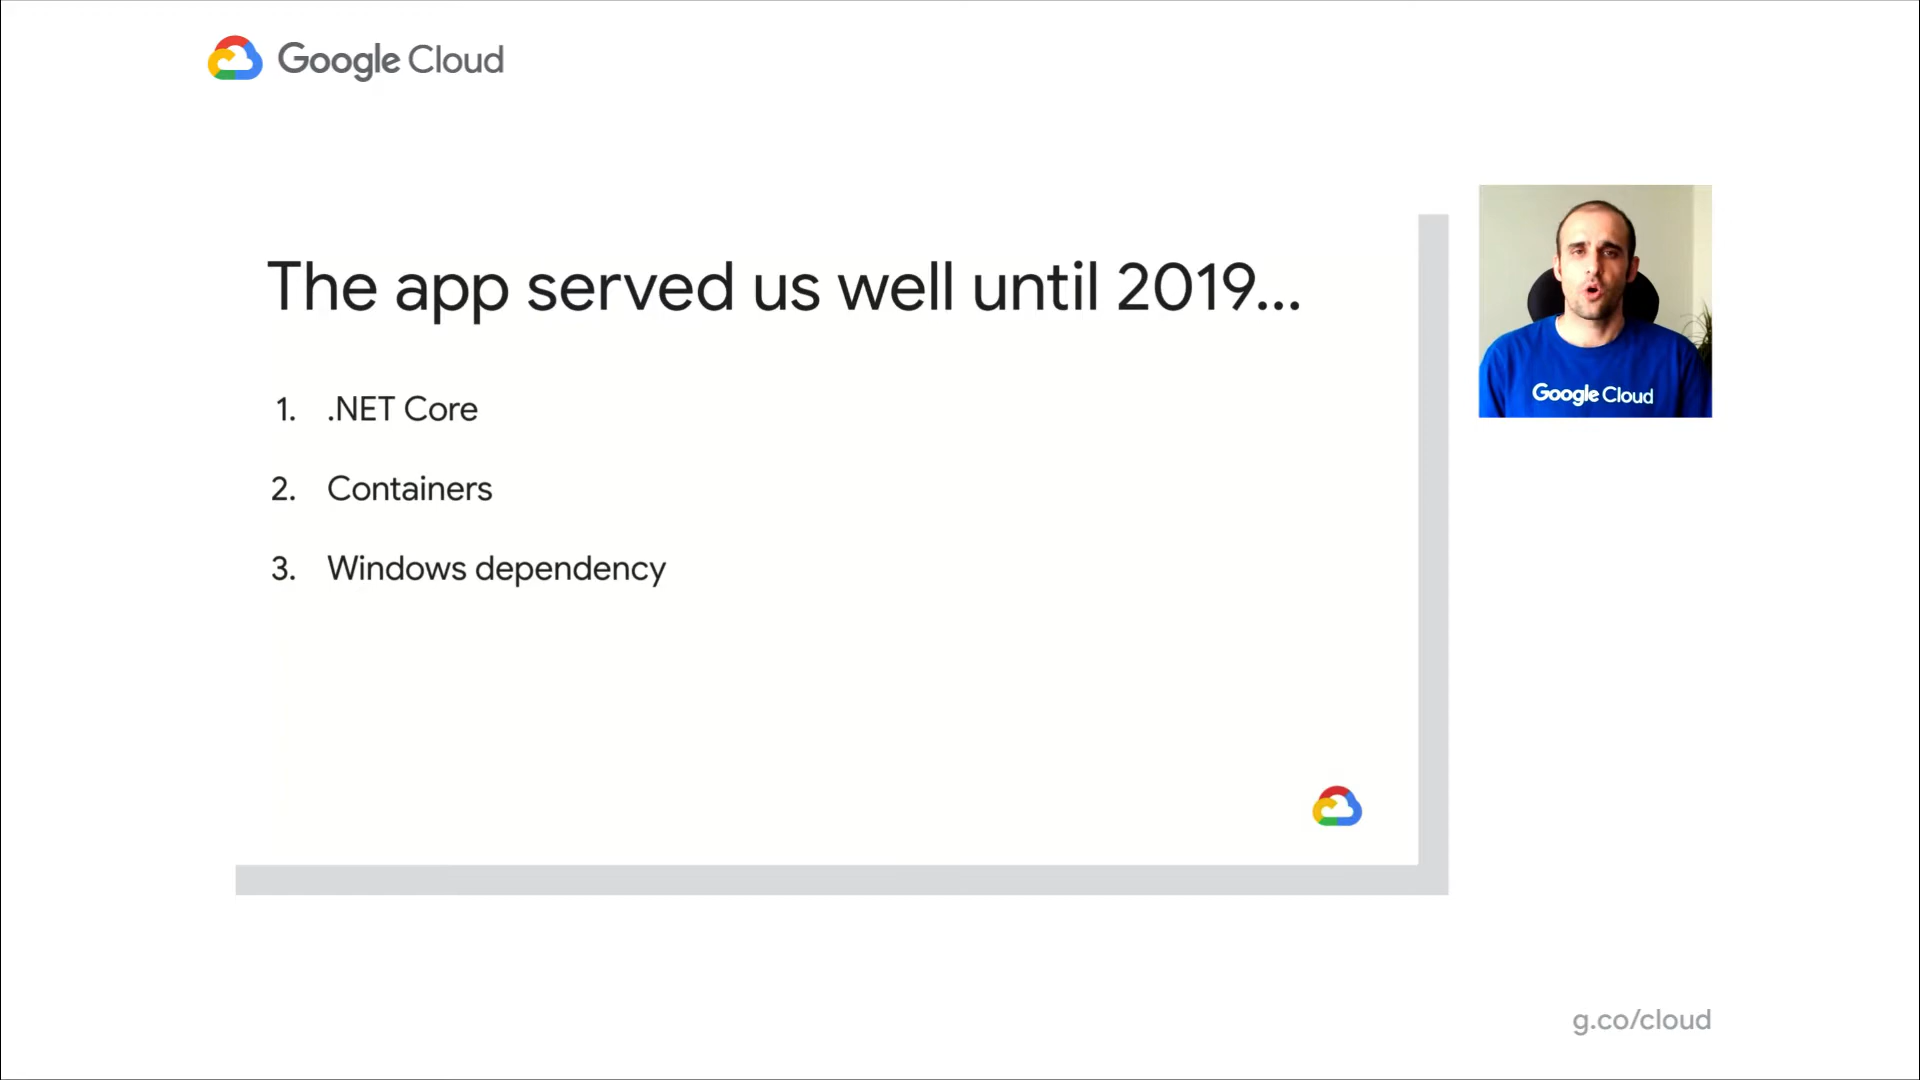 Google Cloud
The app served us well until 2019...
1. .NET Core
2. Containers
3. Windows dependency
Google Cloud
g.co/cloud